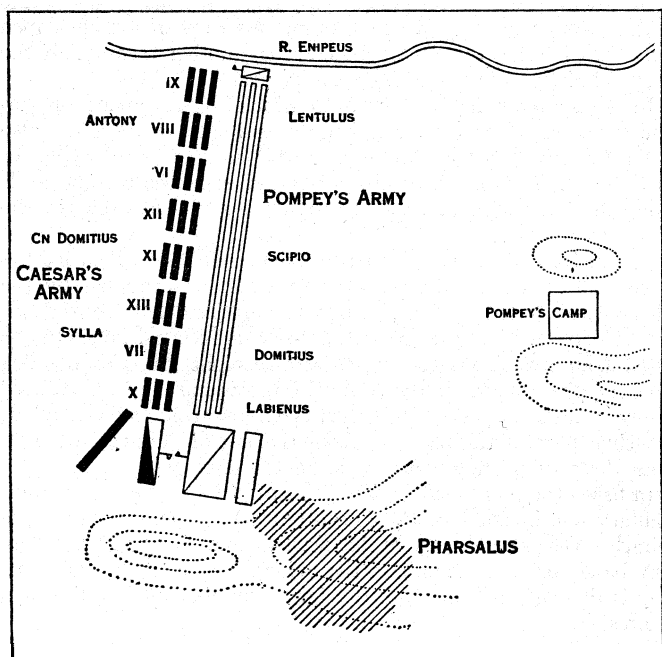 R. ENIPEUS
IX
ANTONY
VIII
LENTULUS
VI
POMPEY'S ARMY
XII
CN DOMITIUS
XI
SCIPIO
CAESAR'S
ARMY
XIII
POMPEY'S CAMP
SYLLA
VII
DOMITIUS
X
LABIENUS
PHARSALUS